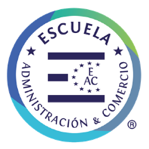 ESCUELA
E
AC
ADMINISTRACIÓN & COMERCIO
®